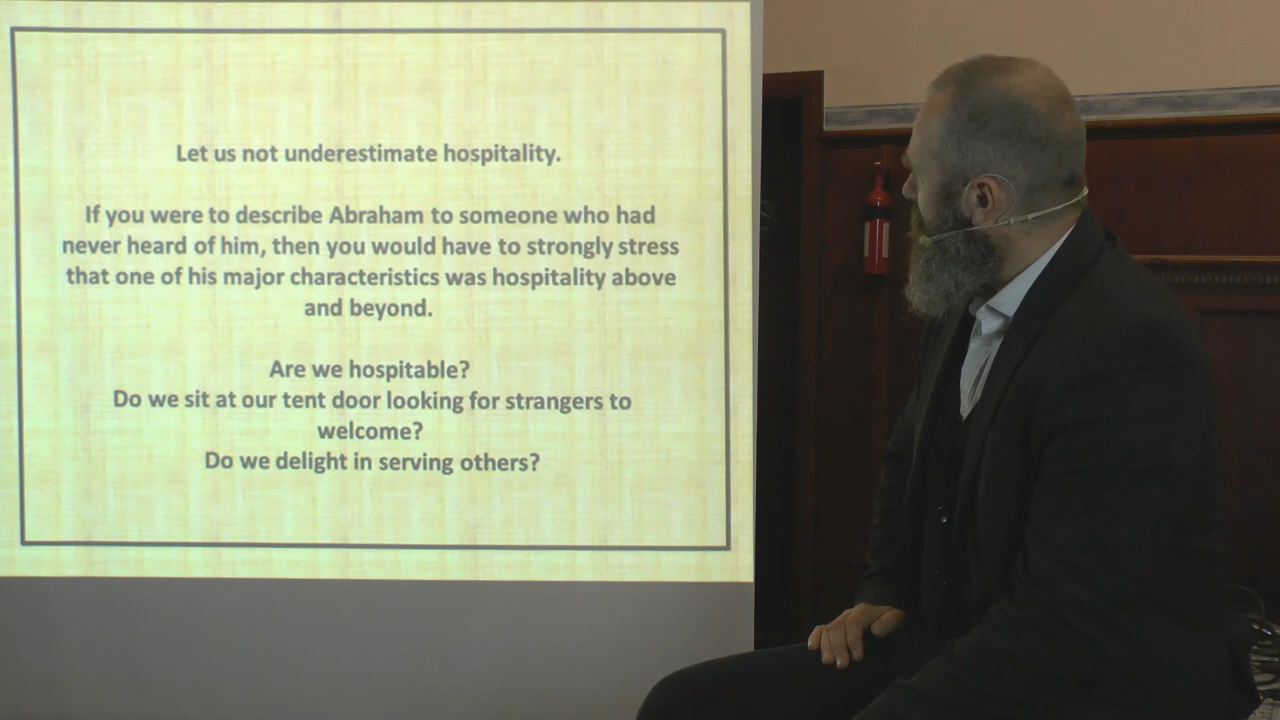 Let us not underestimate hospitality.
If you were to describe Abraham to someone who had
never heard of him, then you would have to strongly stress
that one of his major characteristics was hospitality above
and beyond.
Are we hospitable?
Do we sit at our tent door looking for strangers to
welcome?
Do we delight in serving others?